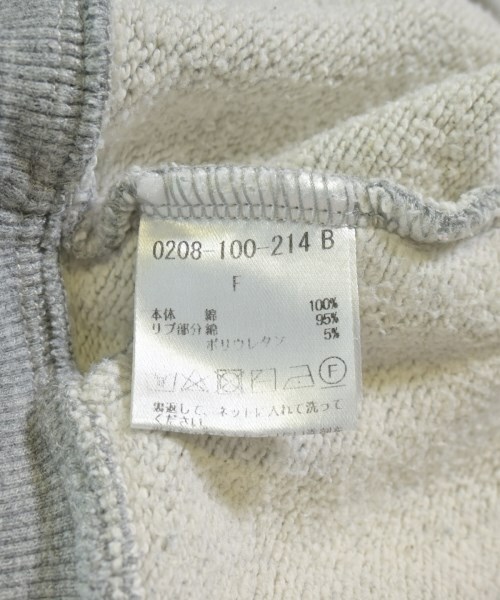 0208-100-214 B
F
本体 綿 100%
リブ部分 綿 95%
ポリウレタン 5%
F
裏返して、ネットに入れて洗って
ください。